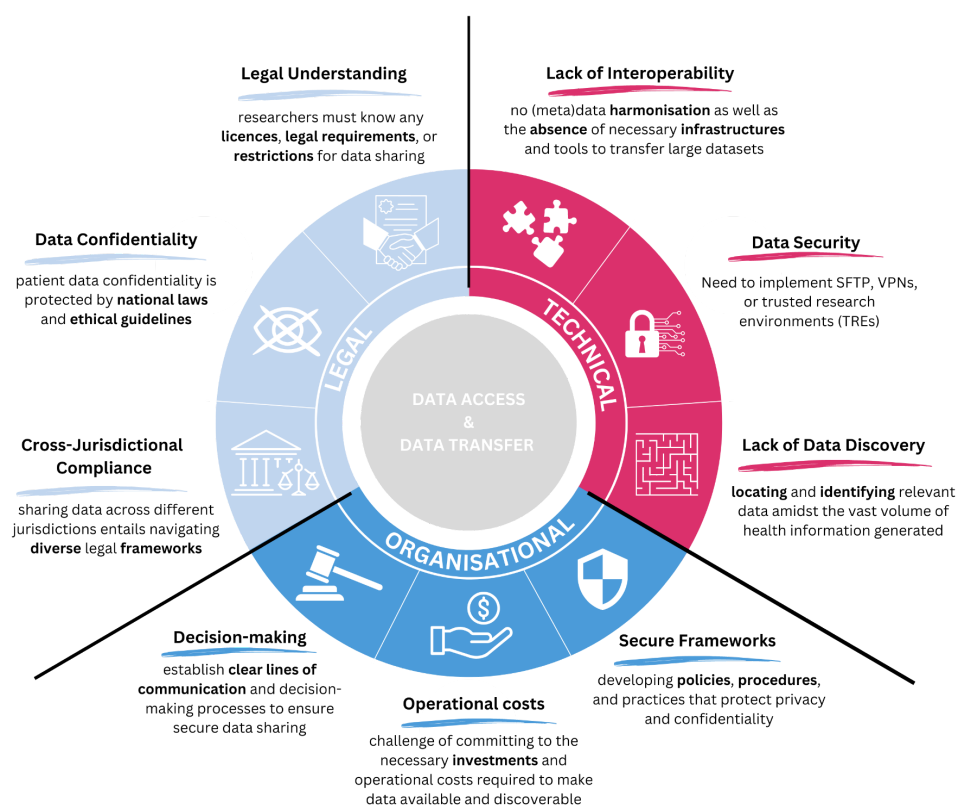 Legal Understanding
researchers must know any
licences, legal requirements, or
restrictions for data sharing
Lack of Interoperability
no (meta)data harmonisation as well as
the absence of necessary infrastructures
and tools to transfer large datasets
Data Confidentiality
patient data confidentiality is
protected by national laws
and ethical guidelines
Data Security
Need to implement SFTP, VPNs,
or trusted research
environments (TREs)
LEGAL
TECHNICAL
ORGANISATIONAL
DATA ACCESS
&
DATA TRANSFER
$
Cross-Jurisdictional
Compliance
sharing data across different
jurisdictions entails navigating
diverse legal frameworks
Lack of Data Discovery
locating and identifying relevant
data amidst the vast volume of
health information generated
Decision-making
establish clear lines of
communication and decision-
making processes to ensure
secure data sharing
Operational costs
challenge of committing to the
necessary investments and
operational costs required to make
data available and discoverable
Secure Frameworks
developing policies, procedures,
and practices that protect privacy
and confidentiality